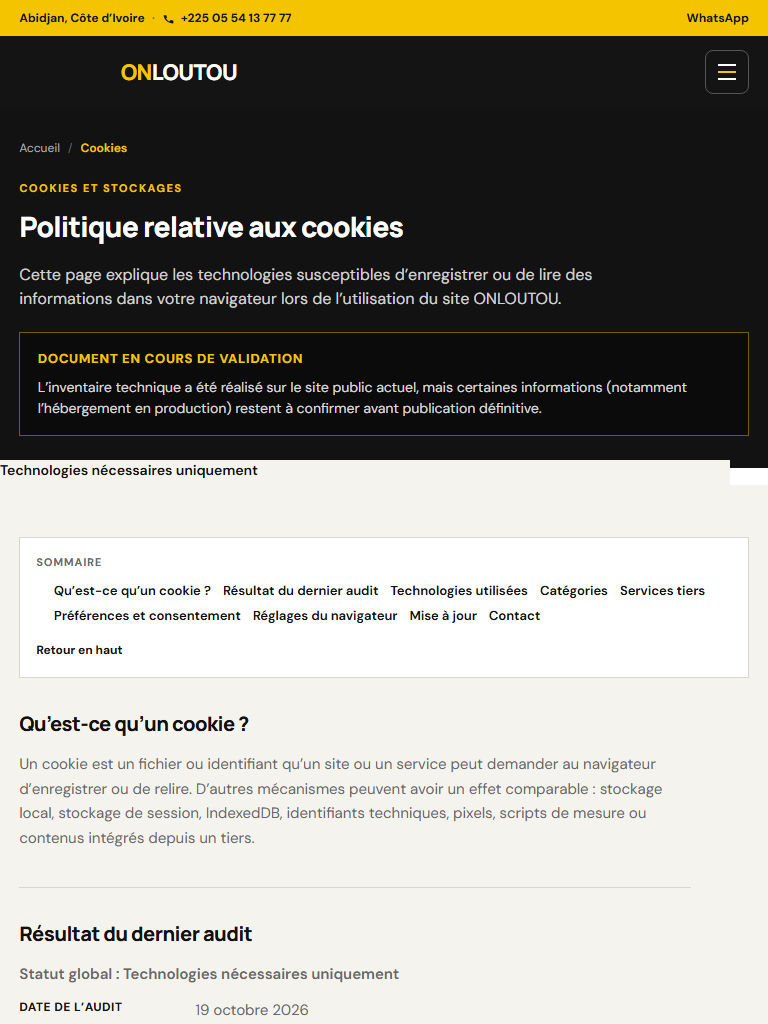 Abidjan, Côte d’Ivoire · +225 05 54 13 77 77 WhatsApp
ONLOUTOU
Accueil / Cookies
COOKIES ET STOCKAGES
Politique relative aux cookies
Cette page explique les technologies susceptibles d’enregistrer ou de lire des
informations dans votre navigateur lors de l’utilisation du site ONLOUTOU.
DOCUMENT EN COURS DE VALIDATION
L’inventaire technique a été réalisé sur le site public actuel, mais certaines informations (notamment
l’hébergement en production) restent à confirmer avant publication définitive.
Technologies nécessaires uniquement
SOMMAIRE
Qu’est-ce qu’un cookie ? Résultat du dernier audit Technologies utilisées Catégories Services tiers
Préférences et consentement Réglages du navigateur Mise à jour Contact
Retour en haut
Qu’est-ce qu’un cookie ?
Un cookie est un fichier ou identifiant qu’un site ou un service peut demander au navigateur
d’enregistrer ou de relire. D’autres mécanismes peuvent avoir un effet comparable : stockage
local, stockage de session, IndexedDB, identifiants techniques, pixels, scripts de mesure ou
contenus intégrés depuis un tiers.
Résultat du dernier audit
Statut global : Technologies nécessaires uniquement
DATE DE L’AUDIT 19 octobre 2026